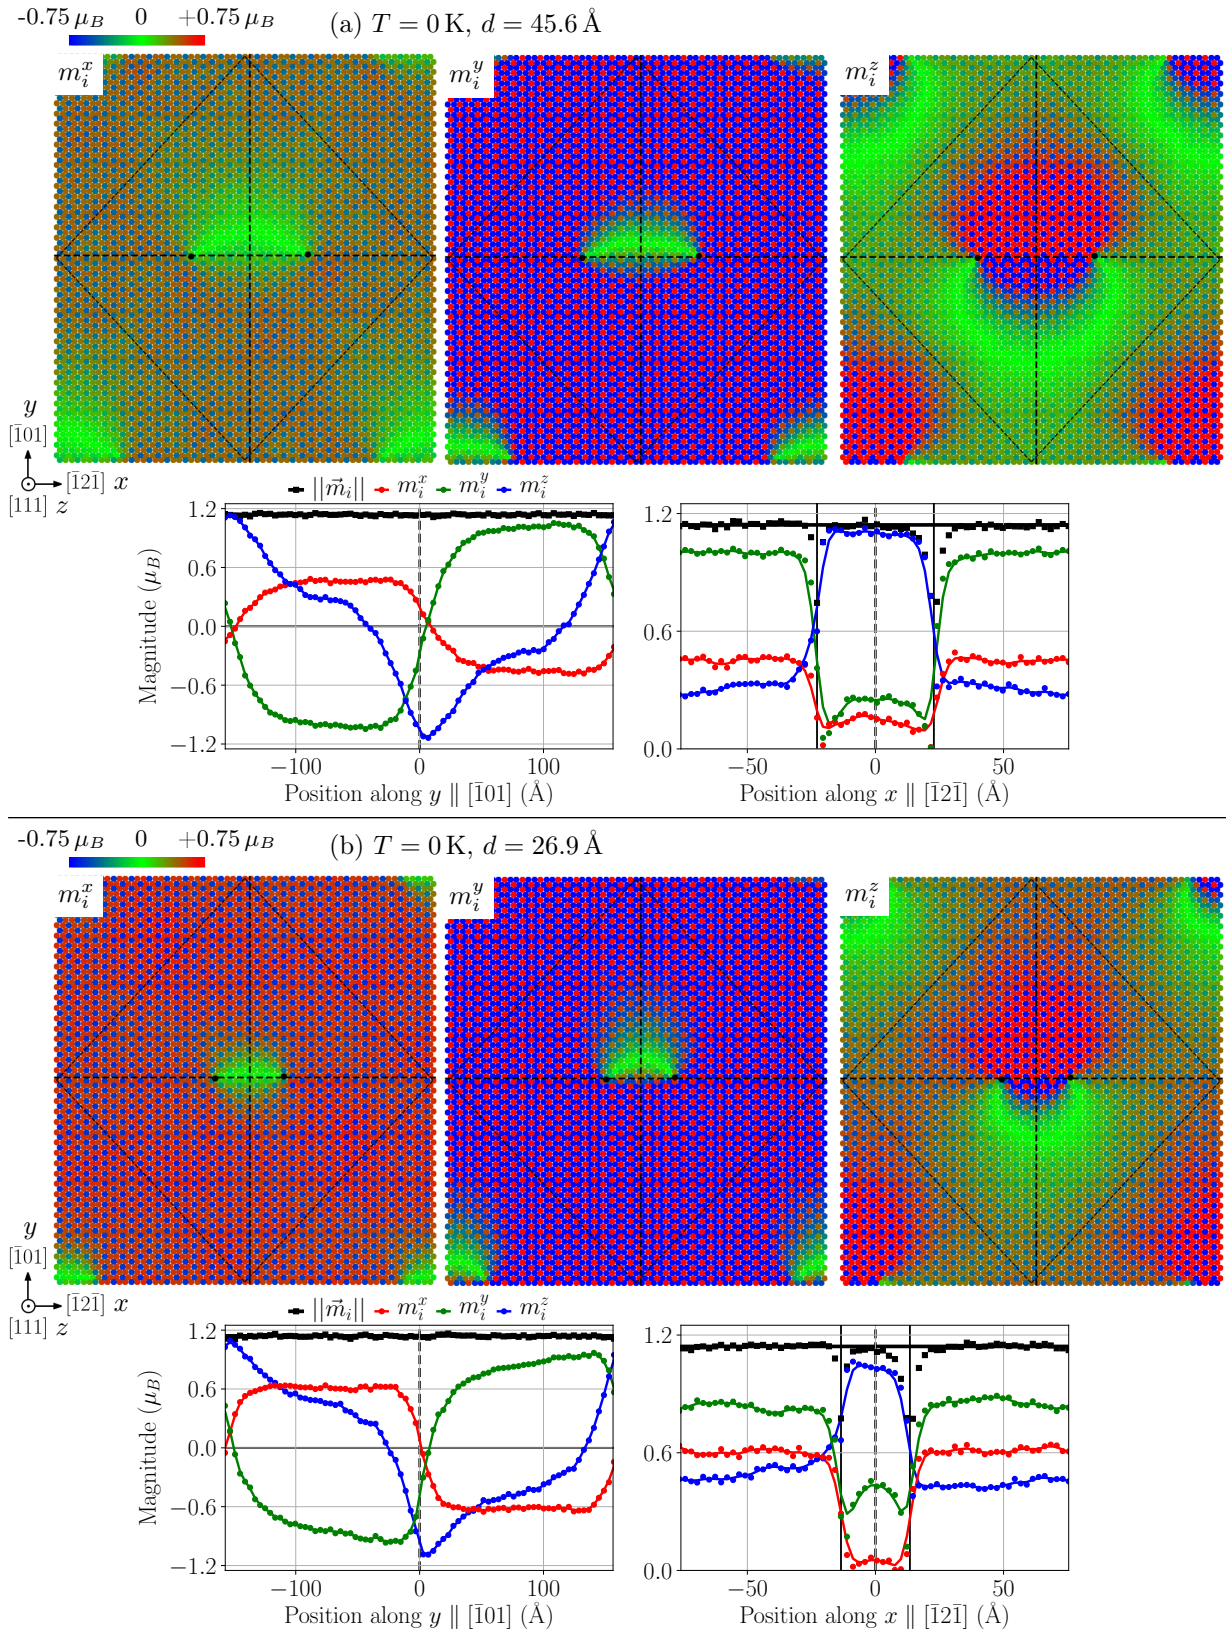 -0.75 μB 0 +0.75 μB (a) T = 0 K, d = 45.6 Å
m_i^x m_i^y m_i^z
y
[1̄01]
[1̄21̄] x
[111] z
||m⃗_i|| m_i^x m_i^y m_i^z
1.2
0.6
0.0
−0.6
−1.2
Magnitude (μB)
−100 0 100
Position along y ∥ [1̄01] (Å)
1.2
0.6
0.0
−50 0 50
Position along x ∥ [1̄21̄] (Å)
-0.75 μB 0 +0.75 μB (b) T = 0 K, d = 26.9 Å
m_i^x m_i^y m_i^z
y
[1̄01]
[1̄21̄] x
[111] z
||m⃗_i|| m_i^x m_i^y m_i^z
1.2
0.6
0.0
−0.6
−1.2
Magnitude (μB)
−100 0 100
Position along y ∥ [1̄01] (Å)
1.2
0.6
0.0
−50 0 50
Position along x ∥ [1̄21̄] (Å)